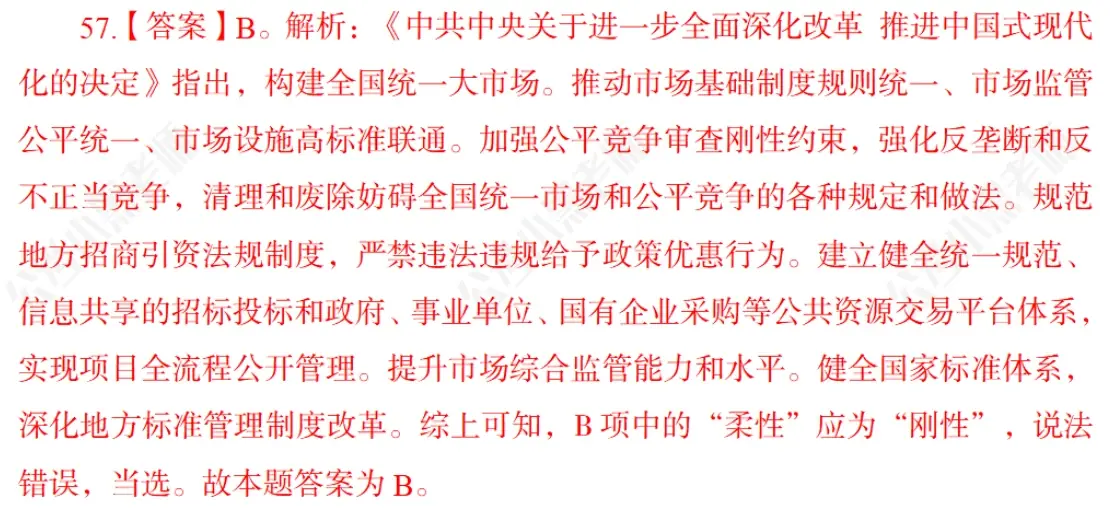 57.【答案】B。解析：《中共中央关于进一步全面深化改革 推进中国式现代
化的决定》指出，构建全国统一大市场。推动市场基础制度规则统一、市场监管
公平统一、市场设施高标准联通。加强公平竞争审查刚性约束，强化反垄断和反
不正当竞争，清理和废除妨碍全国统一市场和公平竞争的各种规定和做法。规范
地方招商引资法规制度，严禁违法违规给予政策优惠行为。建立健全统一规范、
信息共享的招标投标和政府、事业单位、国有企业采购等公共资源交易平台体系，
实现项目全流程公开管理。提升市场综合监管能力和水平。健全国家标准体系，
深化地方标准管理制度改革。综上可知，B 项中的“柔性”应为“刚性”，说法
错误，当选。故本题答案为 B。